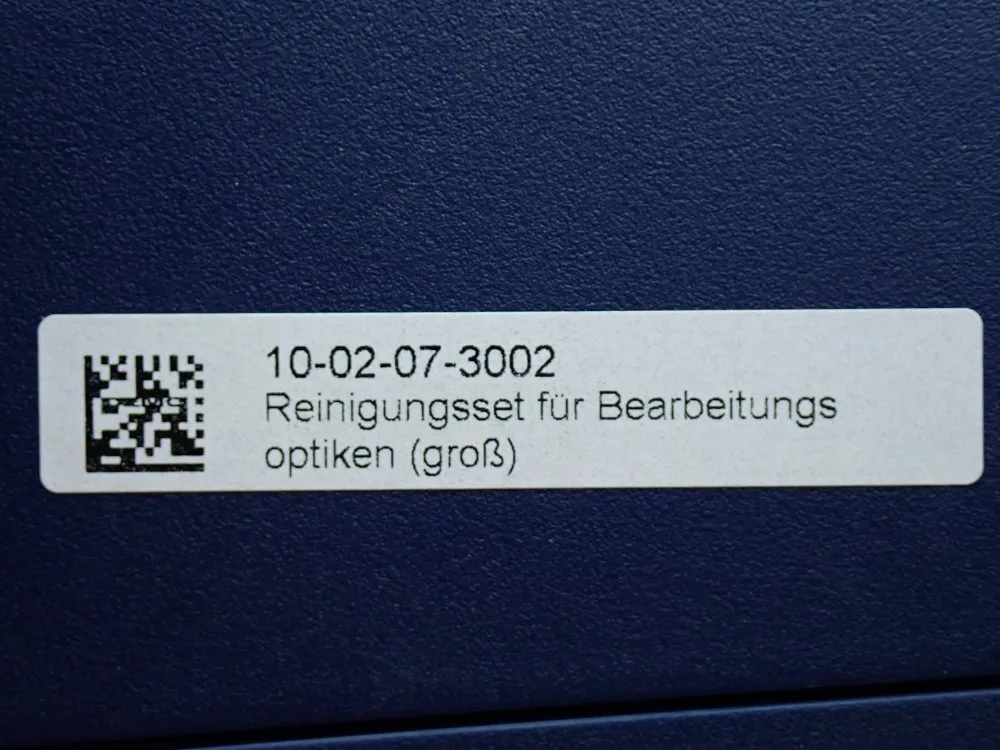 10-02-07-3002
Reinigungsset für Bearbeitungs
optiken (groß)